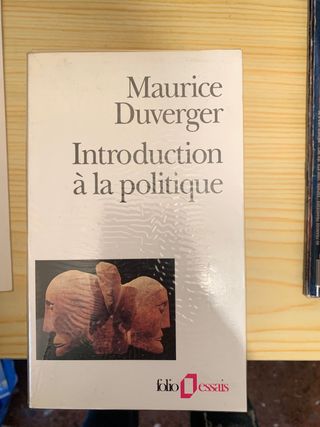 Maurice
Duverger
Introduction
à la politique
folio essais